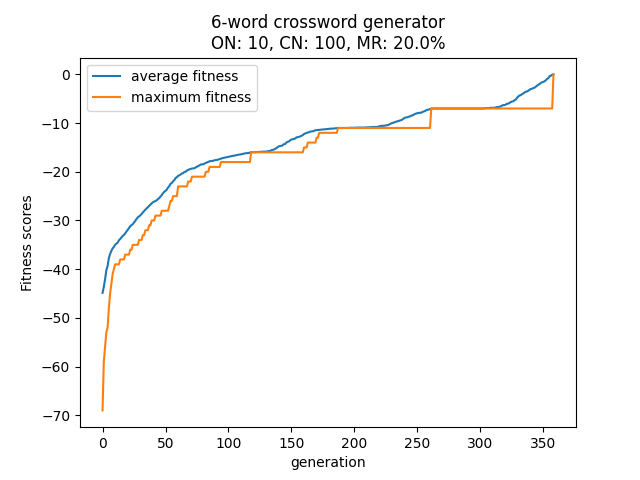 6-word crossword generator
ON: 10, CN: 100, MR: 20.0%
average fitness
maximum fitness
0
−10
−20
−30
−40
−50
−60
−70
Fitness scores
0 50 100 150 200 250 300 350
generation